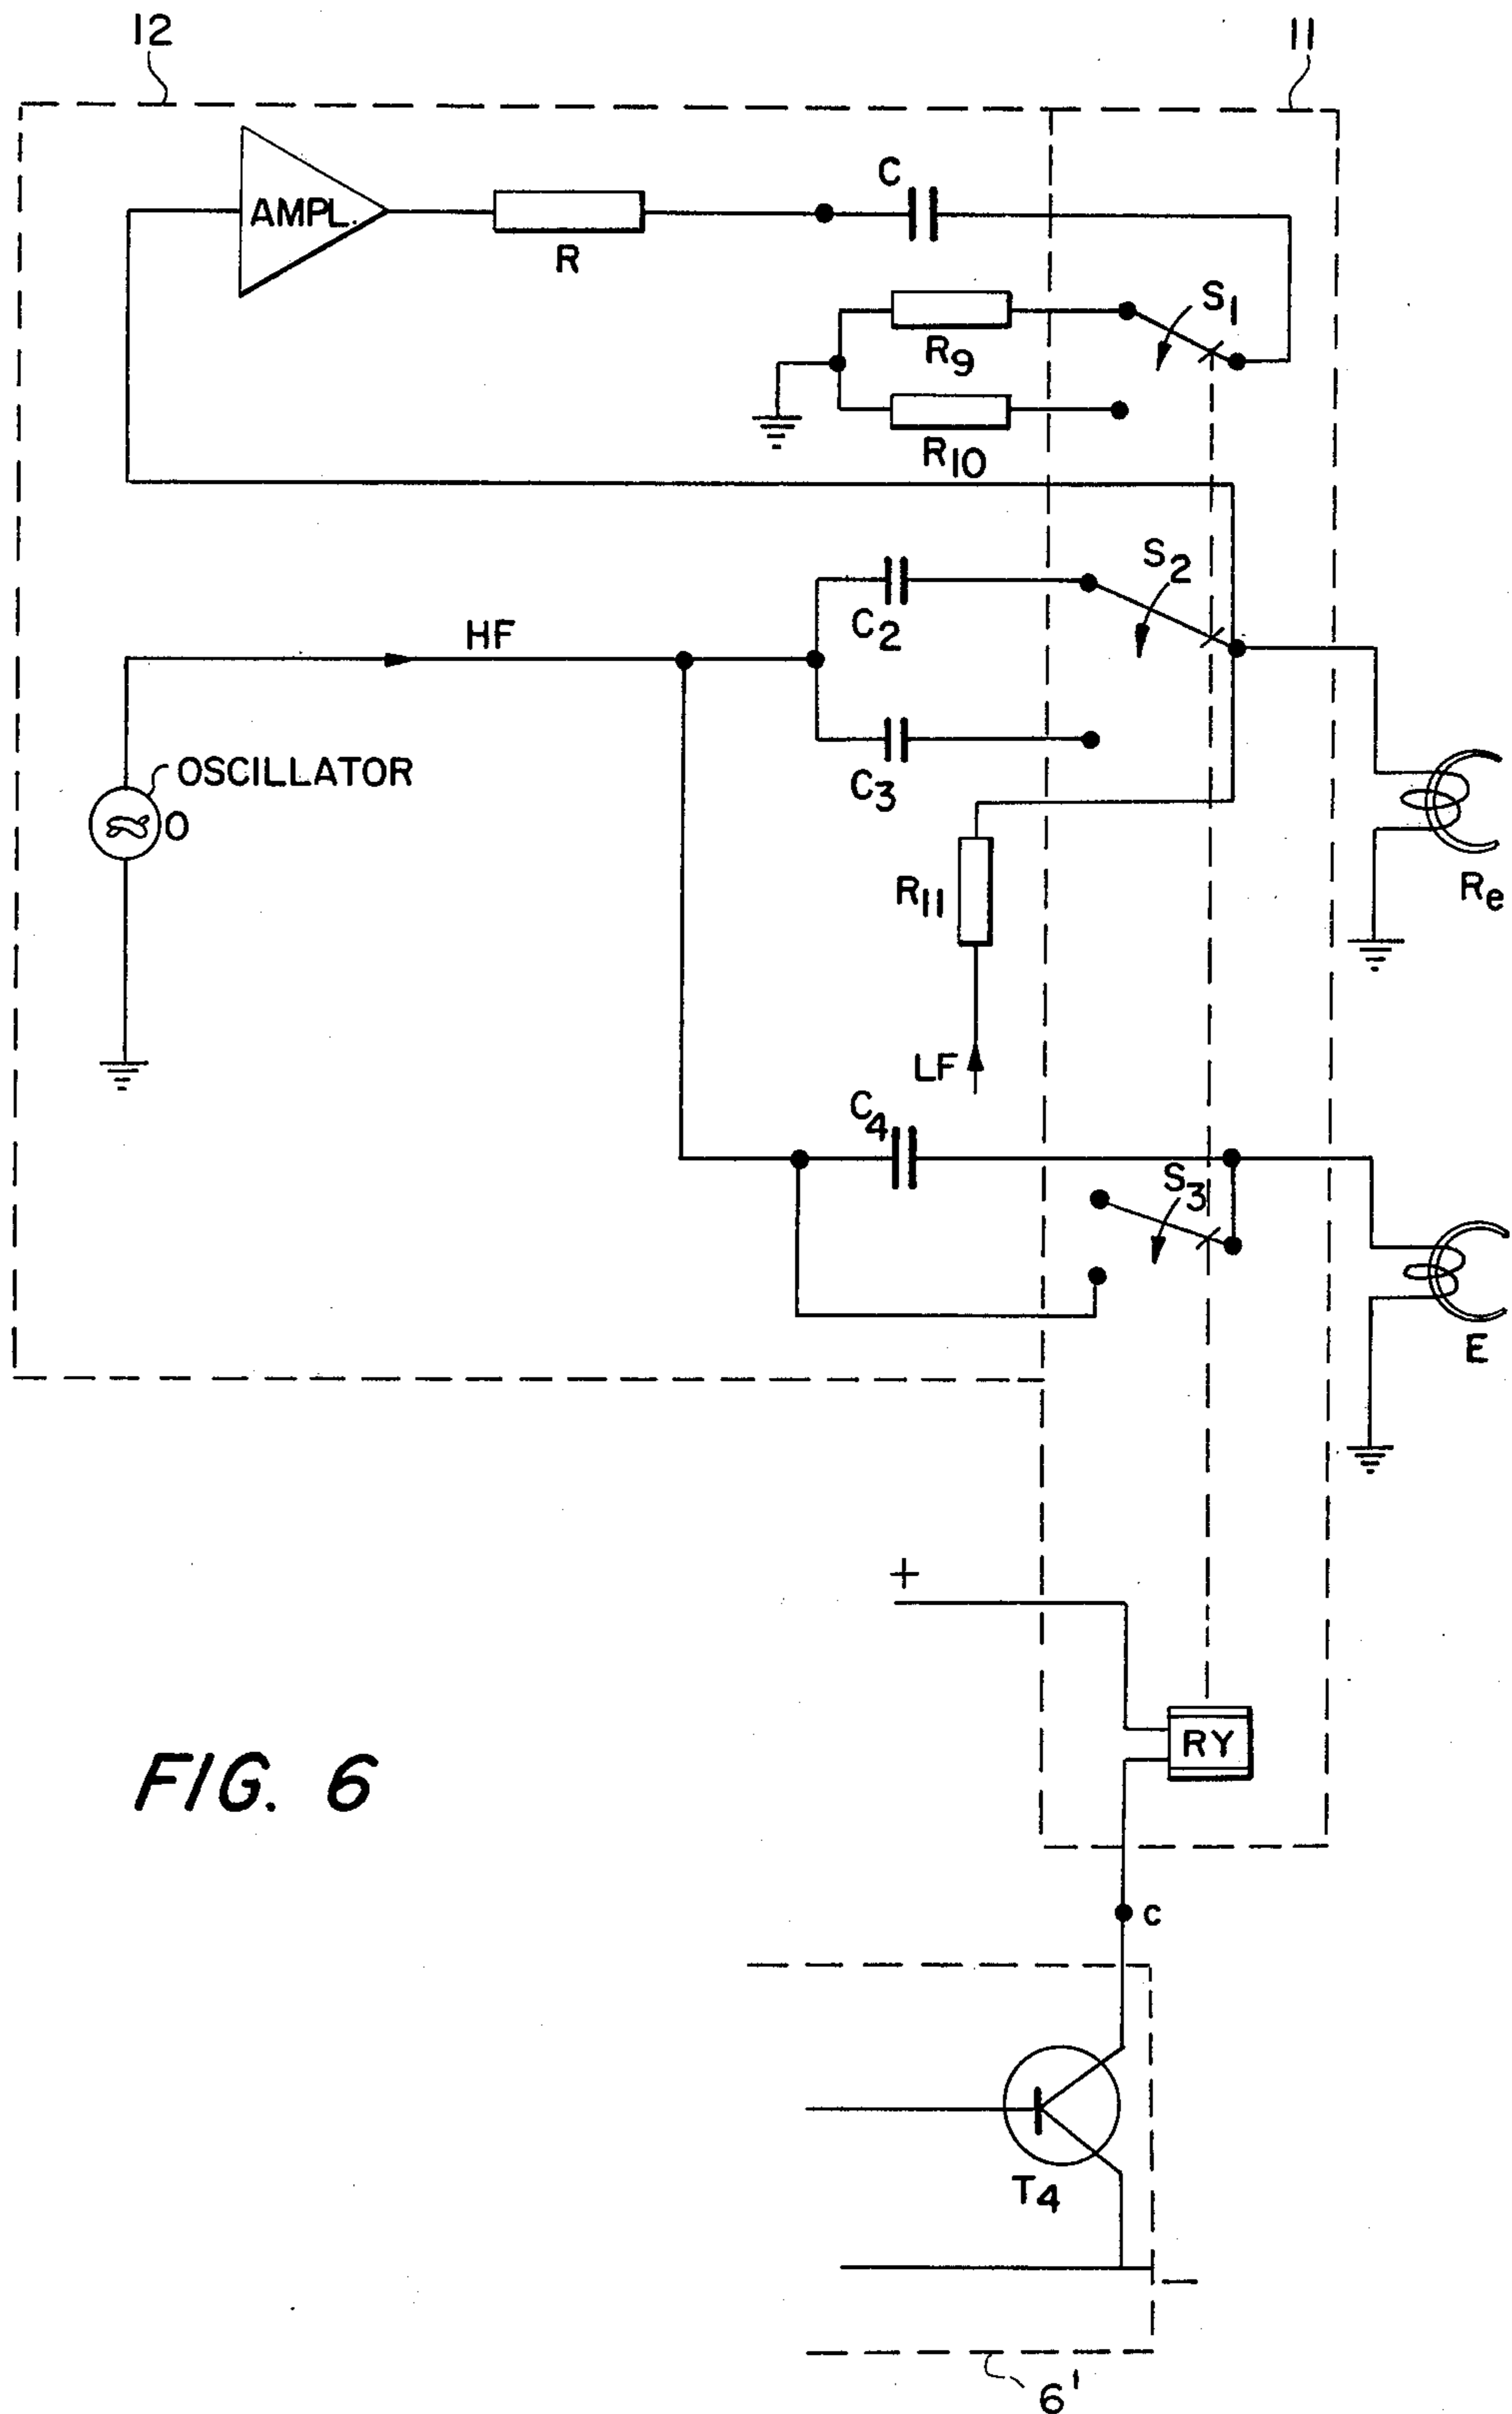 12
11
AMPL.
R
C
S1
R9
R10
S2
HF
C2
OSCILLATOR
O
C3
R11
Re
LF
C4
S3
E
+
RY
FIG. 6
c
T4
–
6'